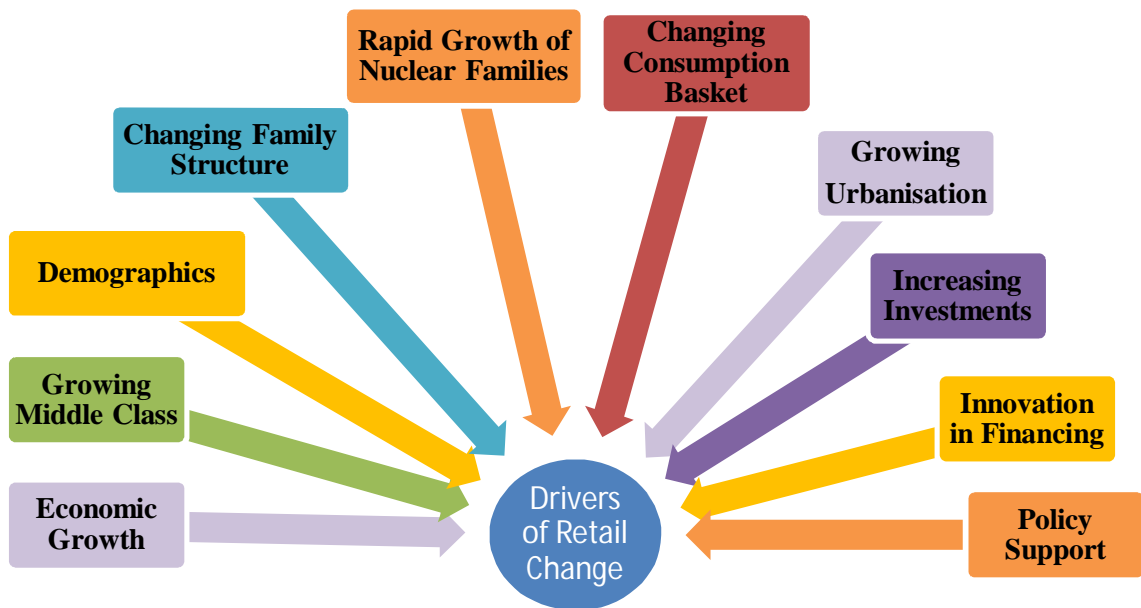 Rapid Growth of
Nuclear Families
Changing
Consumption
Basket
Changing Family
Structure
Growing
Urbanisation
Demographics
Increasing
Investments
Growing
Middle Class
Innovation
in Financing
Economic
Growth
Drivers
of Retail
Change
Policy
Support